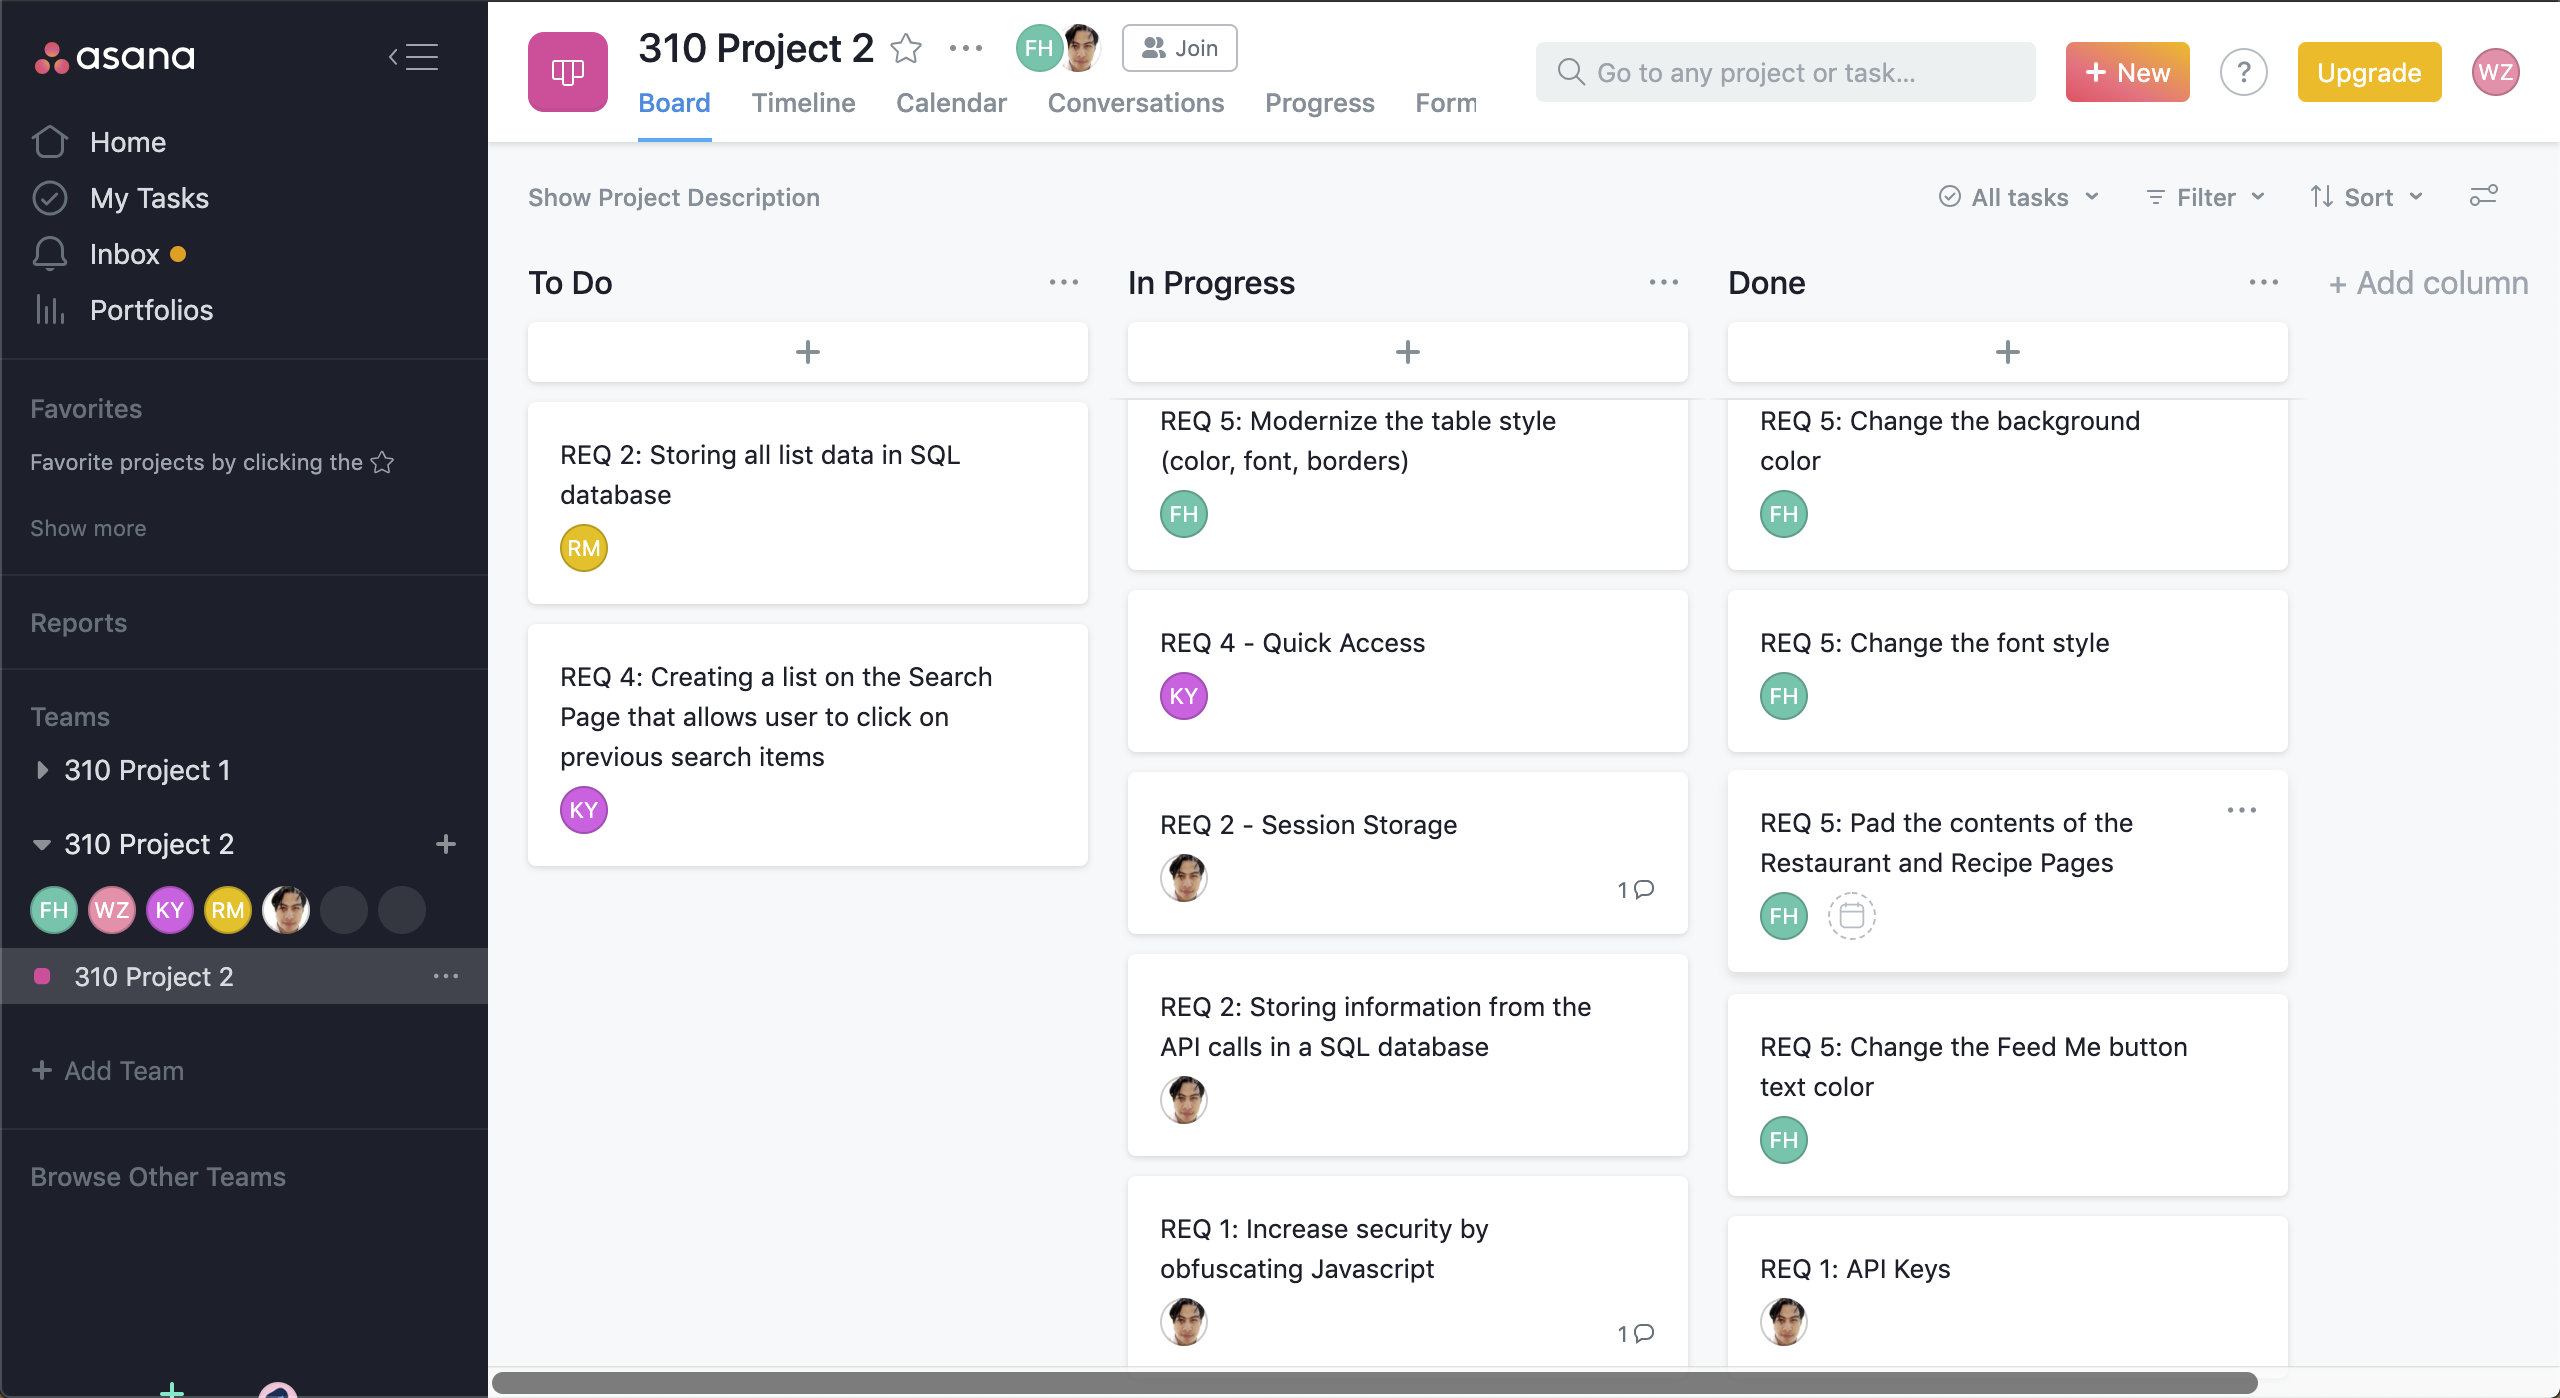 asana
Home
My Tasks
Inbox
Portfolios
Favorites
Favorite projects by clicking the
Show more
Reports
Teams
310 Project 1
310 Project 2
FH WZ KY RM
310 Project 2
+ Add Team
Browse Other Teams
310 Project 2
FH
Join
Board Timeline Calendar Conversations Progress Form
Go to any project or task...
+ New
?
Upgrade
WZ
Show Project Description
All tasks
Filter
Sort
To Do
REQ 2: Storing all list data in SQL
database
RM
REQ 4: Creating a list on the Search
Page that allows user to click on
previous search items
KY
In Progress
REQ 5: Modernize the table style
(color, font, borders)
FH
REQ 4 - Quick Access
KY
REQ 2 - Session Storage
1
REQ 2: Storing information from the
API calls in a SQL database
REQ 1: Increase security by
obfuscating Javascript
1
Done
REQ 5: Change the background
color
FH
REQ 5: Change the font style
FH
REQ 5: Pad the contents of the
Restaurant and Recipe Pages
FH
REQ 5: Change the Feed Me button
text color
FH
REQ 1: API Keys
+ Add column